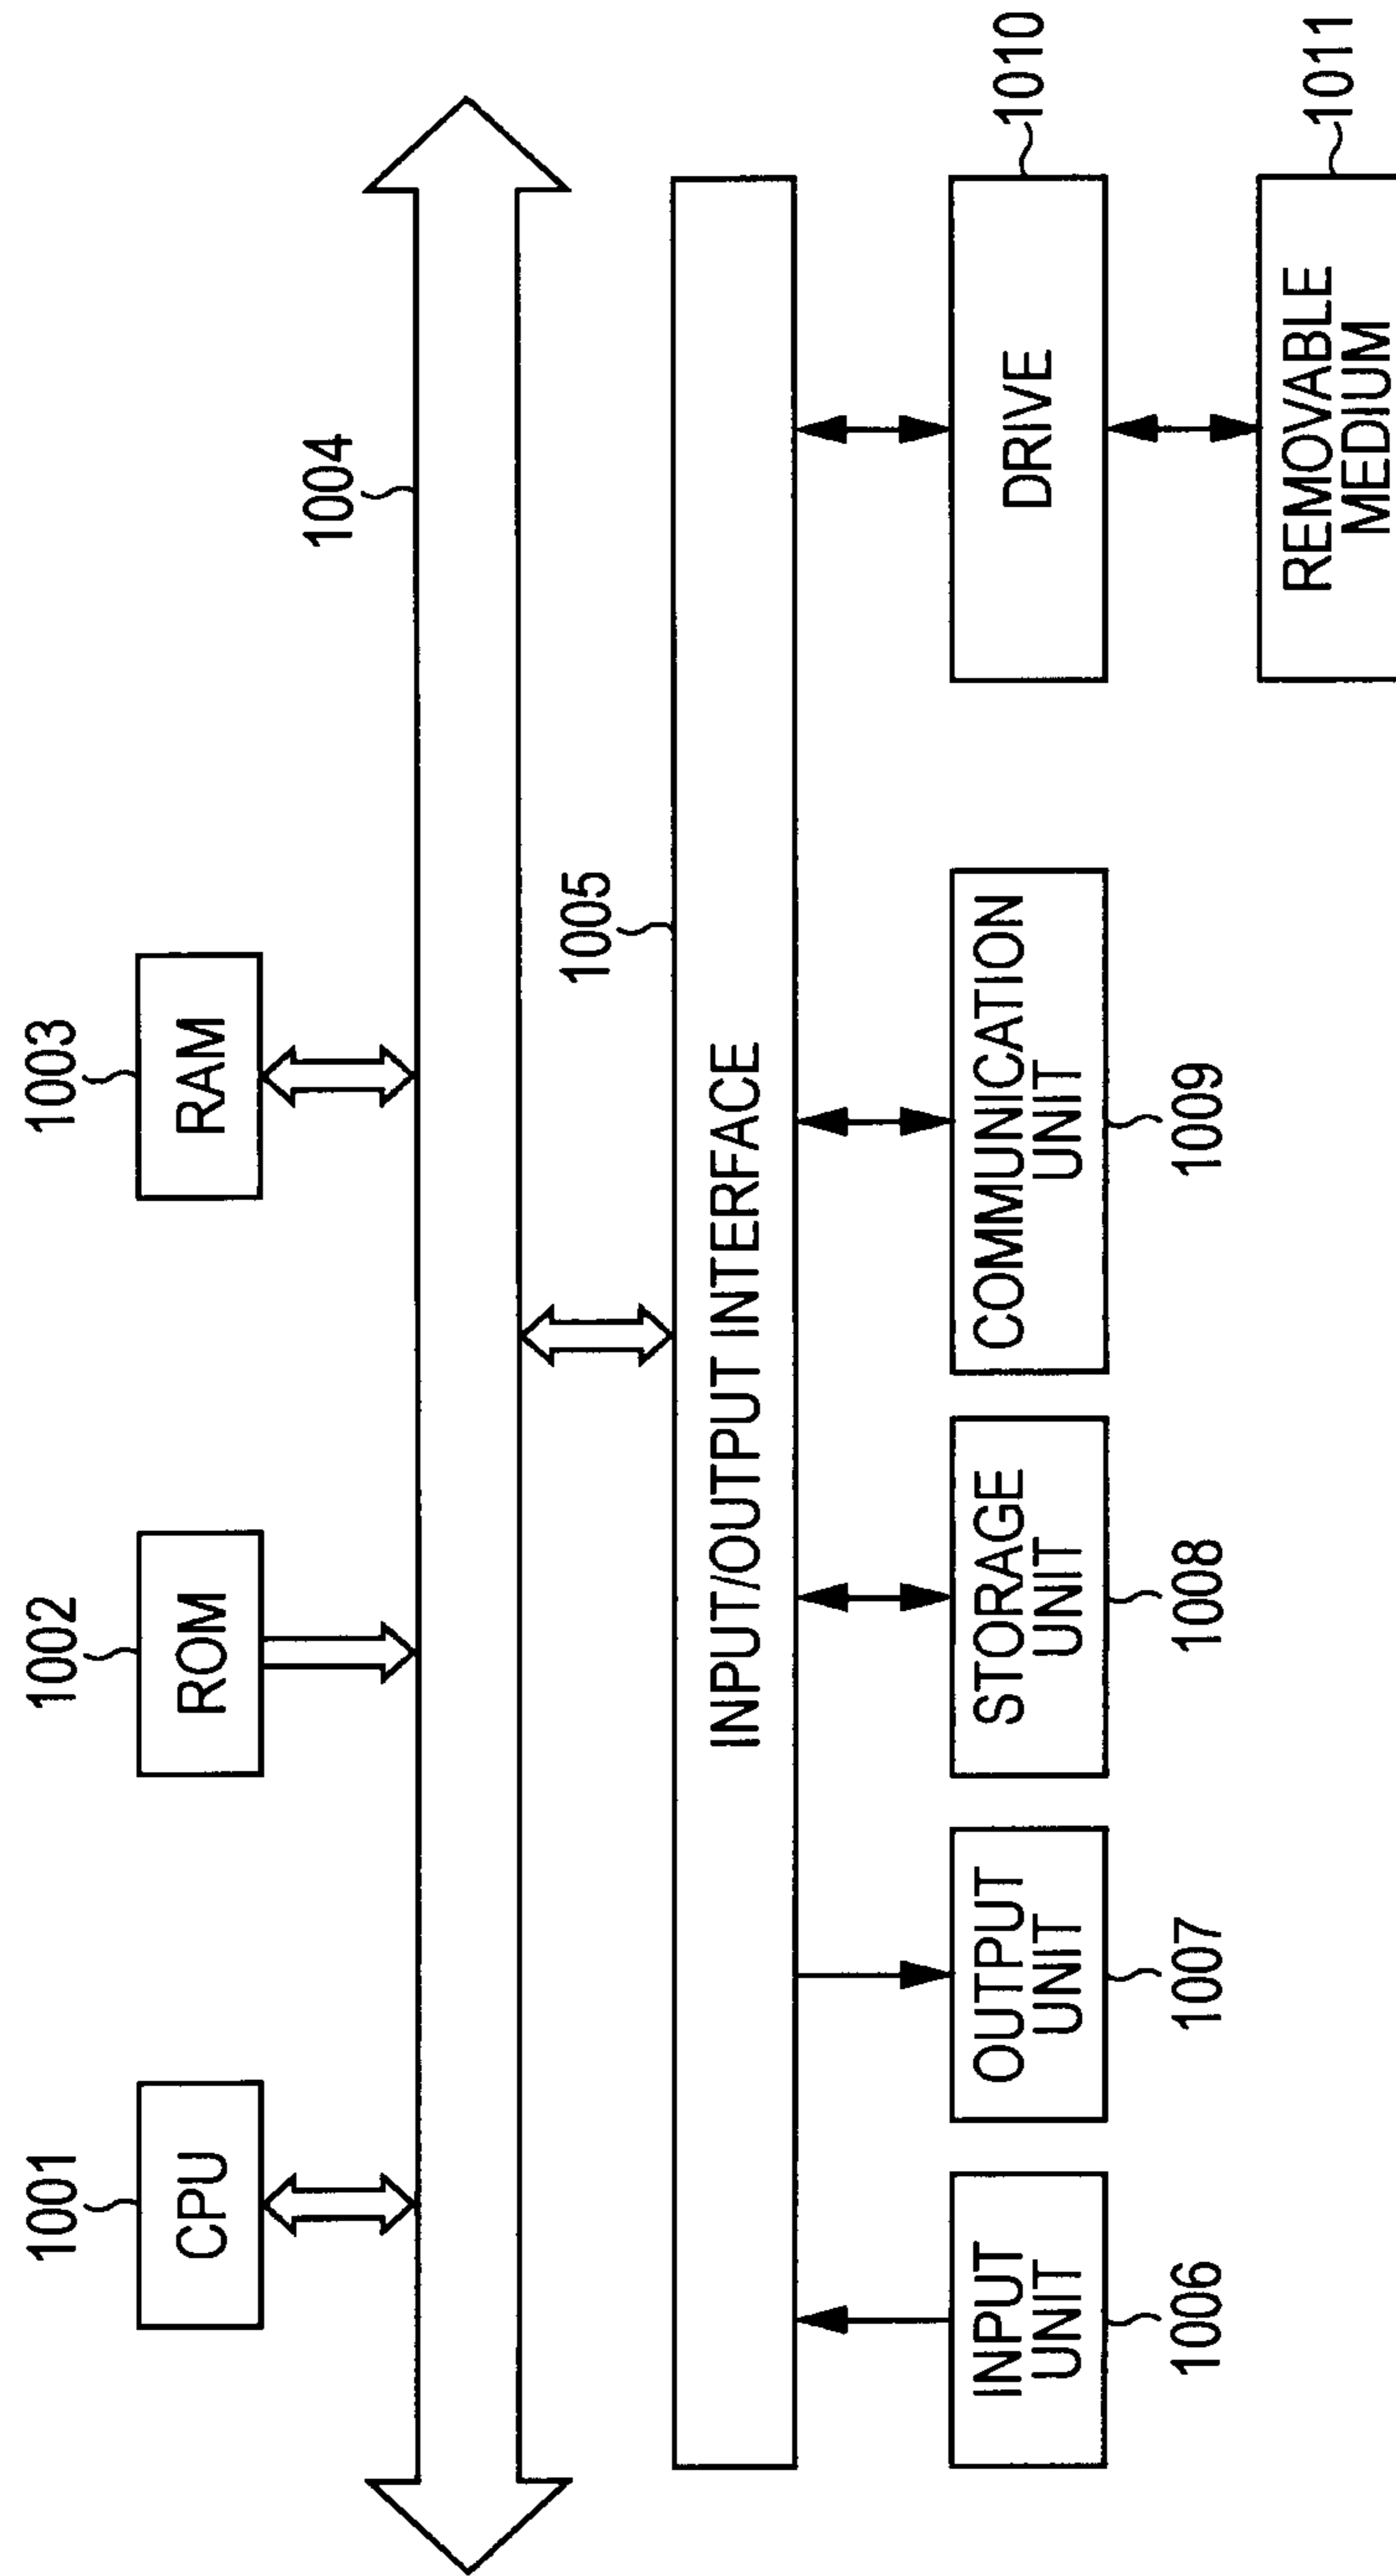 1001
1002
1003
CPU
ROM
RAM
1004
1005
INPUT/OUTPUT INTERFACE
INPUT
UNIT
OUTPUT
UNIT
STORAGE
UNIT
COMMUNICATION
UNIT
DRIVE
1006
1007
1008
1009
1010
REMOVABLE
MEDIUM
1011